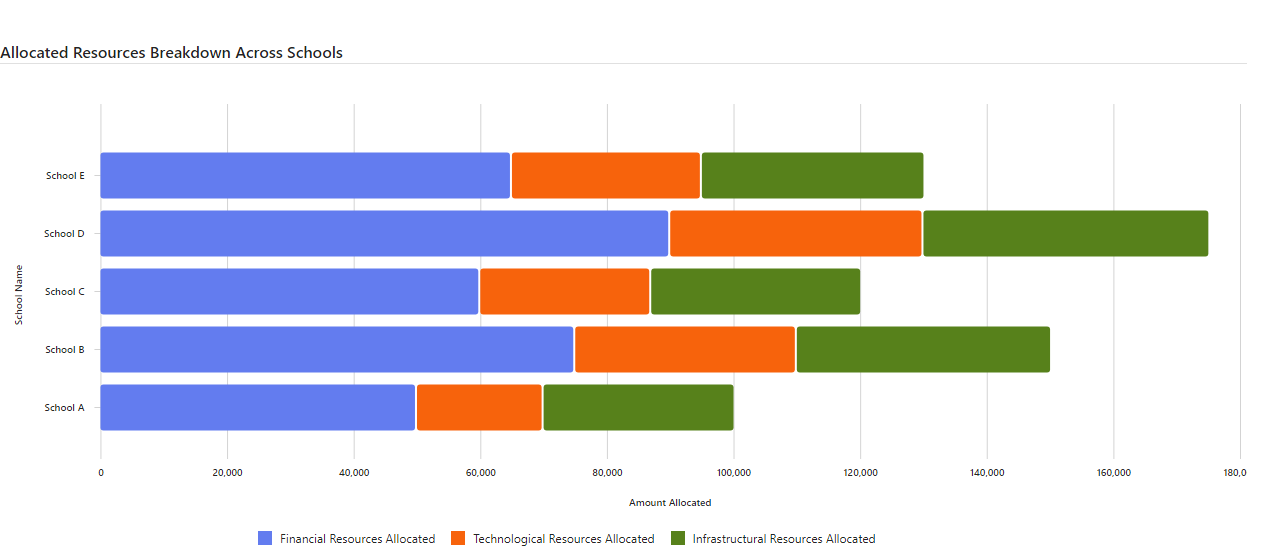 Allocated Resources Breakdown Across Schools
School E
School D
School C
School B
School A
School Name
0 20,000 40,000 60,000 80,000 100,000 120,000 140,000 160,000 180,0
Amount Allocated
Financial Resources Allocated Technological Resources Allocated Infrastructural Resources Allocated